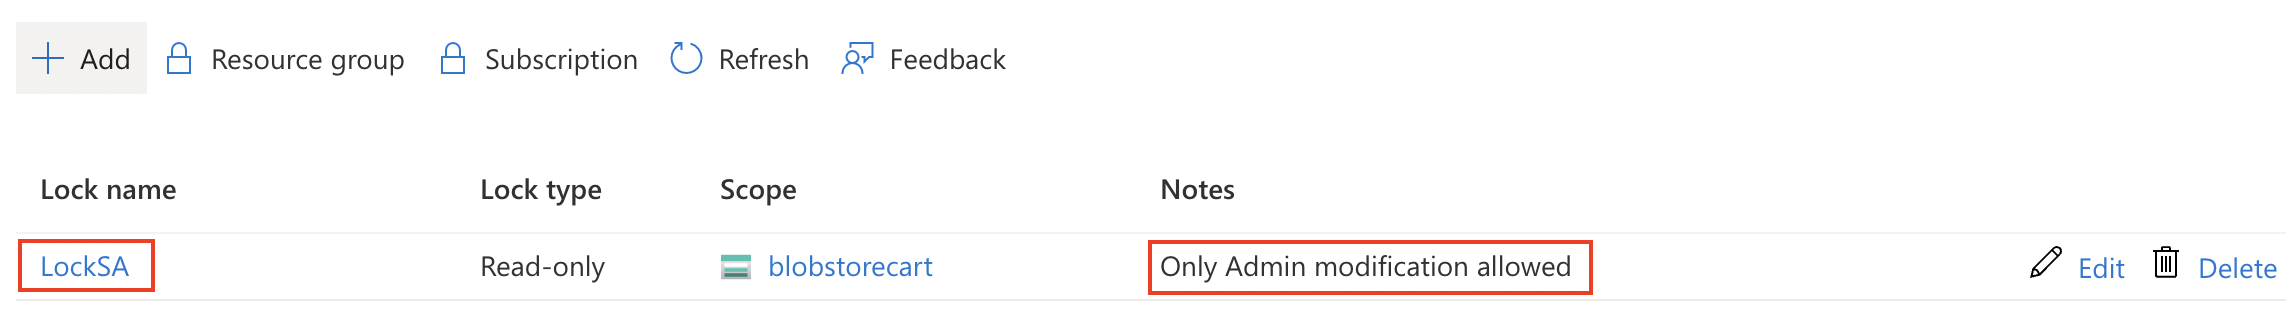 Add Resource group Subscription Refresh Feedback
Lock name Lock type Scope Notes
LockSA Read-only blobstorecart Only Admin modification allowed Edit Delete